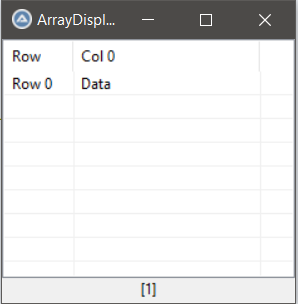 ArrayDispl...
Row Col 0
Row 0 Data
[1]